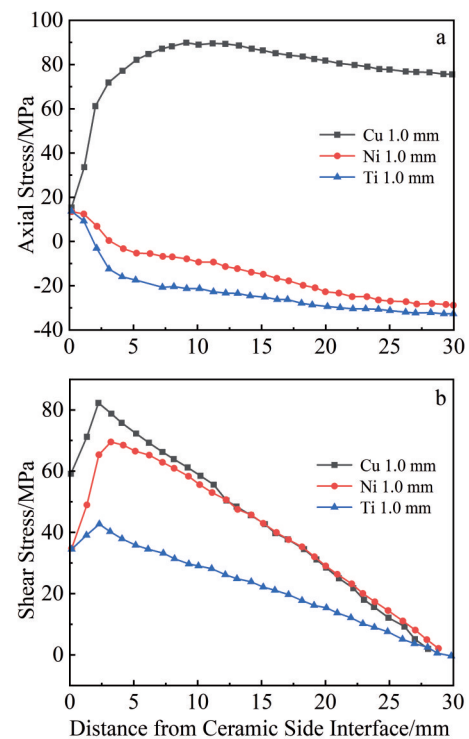 100
80
60
40
20
0
-20
-40
Axial Stress/MPa
a
Cu 1.0 mm
Ni 1.0 mm
Ti 1.0 mm
0 5 10 15 20 25 30
80
60
40
20
0
Shear Stress/MPa
b
Cu 1.0 mm
Ni 1.0 mm
Ti 1.0 mm
0 5 10 15 20 25 30
Distance from Ceramic Side Interface/mm